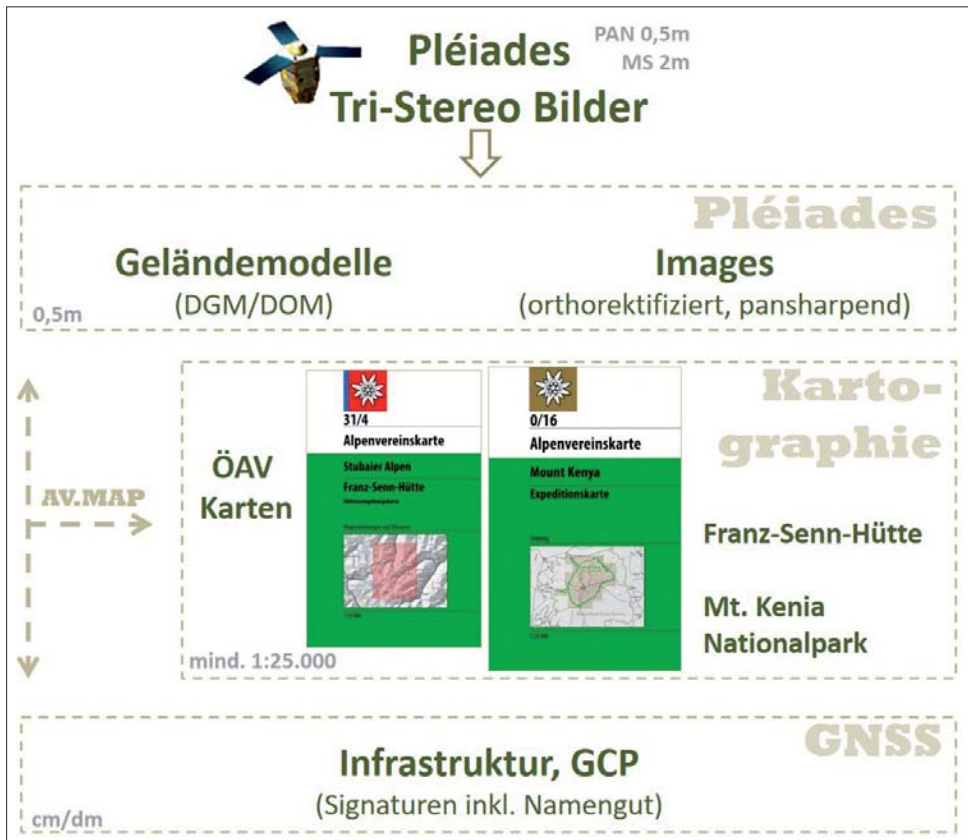 Pléiades
PAN 0,5m
MS 2m
Tri-Stereo Bilder
Pléiades
Geländemodelle
(DGM/DOM)
0,5m
Images
(orthorektifiziert, pansharpend)
Karto-
graphie
AV.MAP
ÖAV
Karten
31/4
Alpenvereinskarte
Stubaier Alpen
Franz-Senn-Hütte
0/16
Alpenvereinskarte
Mount Kenya
Expeditionskarte
Franz-Senn-Hütte
Mt. Kenia
Nationalpark
mind. 1:25.000
GNSS
Infrastruktur, GCP
(Signaturen inkl. Namengut)
cm/dm